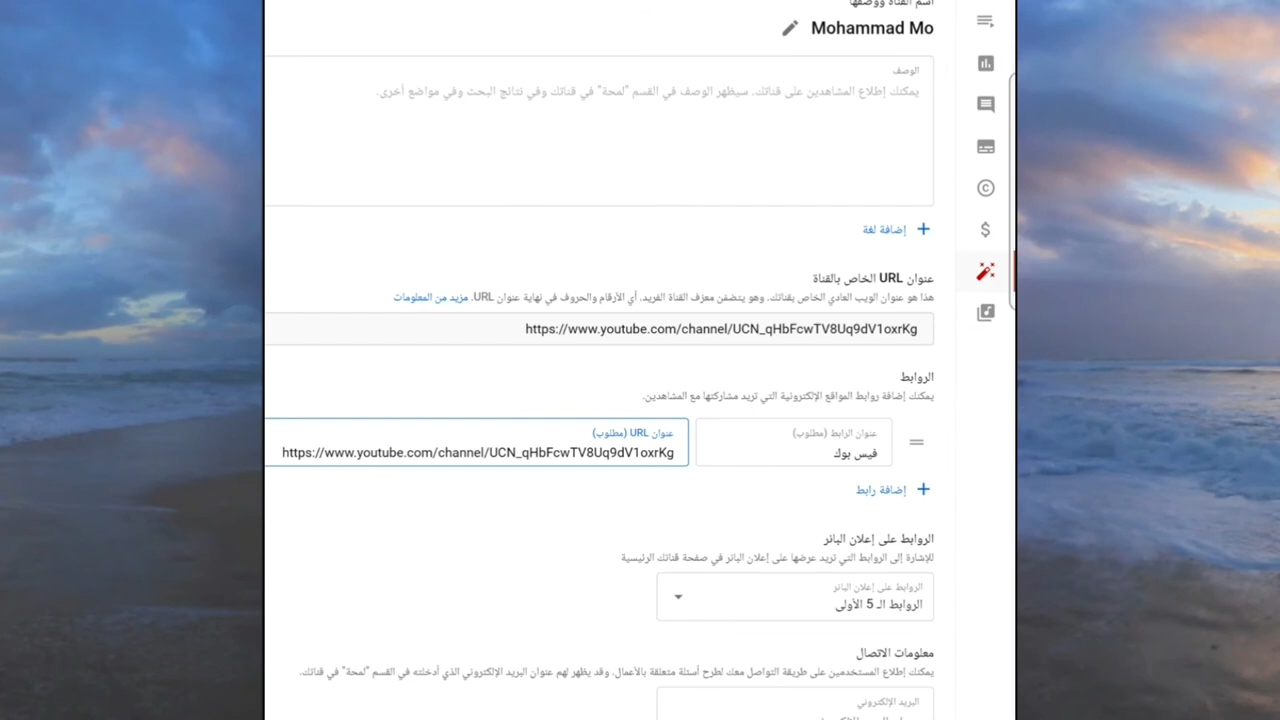 اسم القناة ووصفها
Mohammad Mo
الوصف
يمكنك إطلاع المشاهدين على قناتك. سيظهر الوصف في القسم "لمحة" في قناتك وفي نتائج البحث وفي مواضع أخرى.
إضافة لغة
عنوان URL الخاص بالقناة
هذا هو عنوان الويب العادي الخاص بقناتك. وهو يتضمّن معرّف القناة الفريد، أي الأرقام والحروف في نهاية عنوان URL. مزيد من المعلومات
https://www.youtube.com/channel/UCN_qHbFcwTV8Uq9dV1oxrKg
الروابط
يمكنك إضافة روابط المواقع الإلكترونية التي تريد مشاركتها مع المشاهدين.
عنوان الرابط (مطلوب)
فيس بوك
عنوان URL (مطلوب)
https://www.youtube.com/channel/UCN_qHbFcwTV8Uq9dV1oxrKg
إضافة رابط
الروابط على إعلان البانر
للإشارة إلى الروابط التي تريد عرضها على إعلان البانر في صفحة قناتك الرئيسية
الروابط على إعلان البانر
الروابط الـ 5 الأولى
معلومات الاتصال
يمكنك إطلاع المستخدمين على طريقة التواصل معك لطرح أسئلة متعلقة بالأعمال. وقد يظهر لهم عنوان البريد الإلكتروني الذي أدخلته في القسم "لمحة" في قناتك.
البريد الإلكتروني